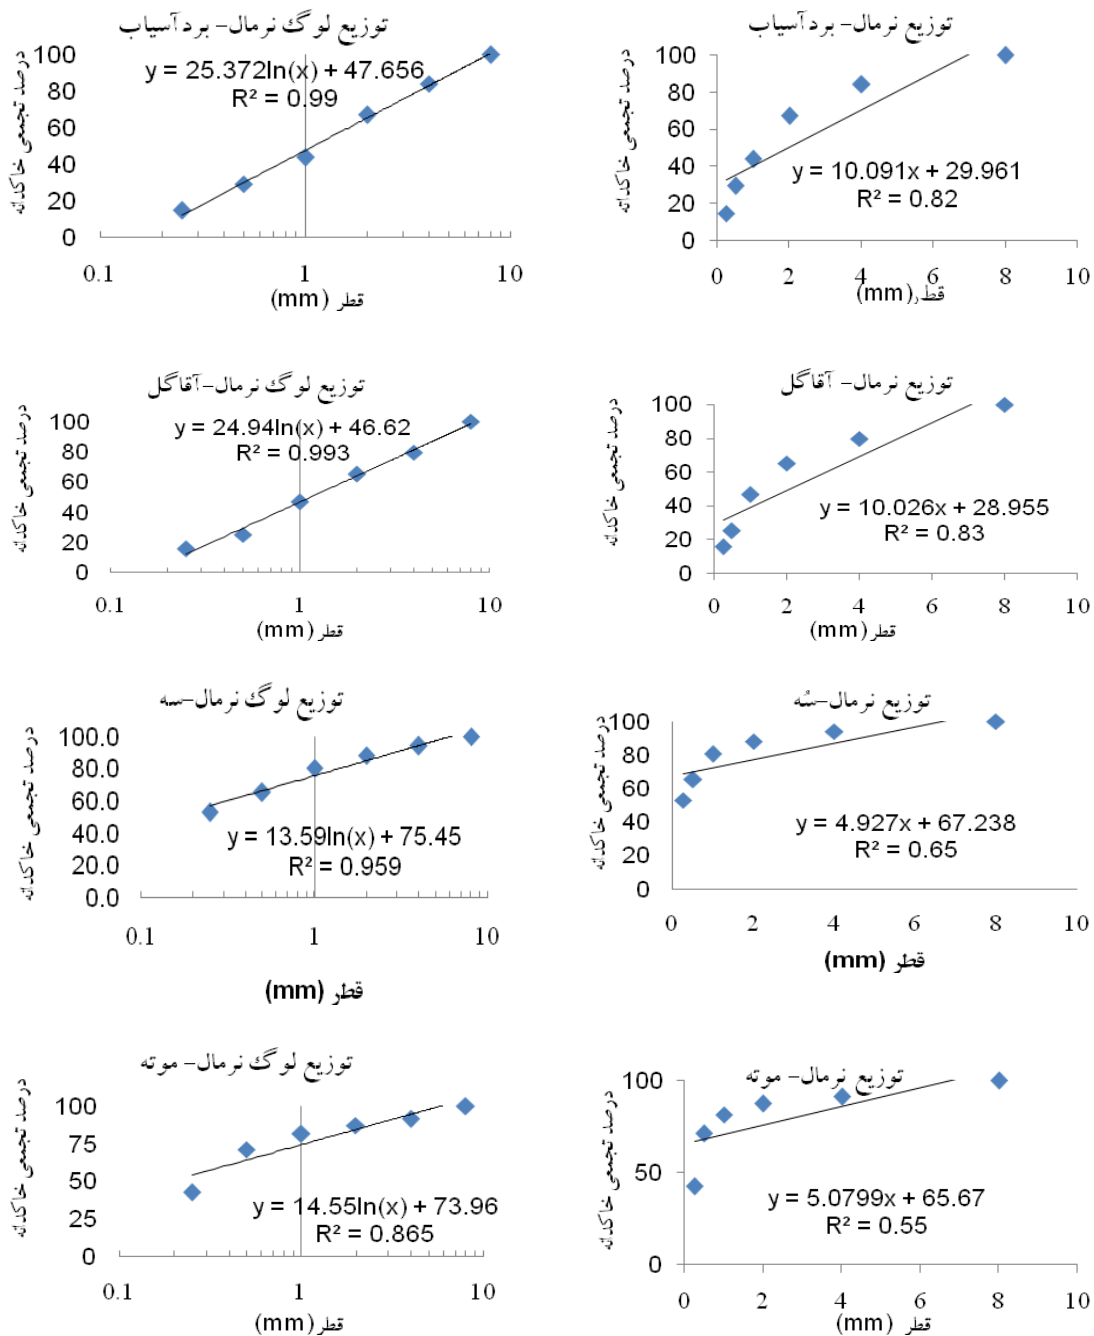 توزیع لوگ نرمال- بردآسیاب
y = 25.372ln(x) + 47.656
R² = 0.99
درصد تجمعی خاکدانه
100
80
60
40
20
0
0.1 1 10
قطر (mm)
توزیع نرمال- بردآسیاب
y = 10.091x + 29.961
R² = 0.82
درصد تجمعی خاکدانه
100
80
60
40
20
0
0 2 4 6 8 10
قطر(mm)
توزیع لوگ نرمال-آقاگل
y = 24.94ln(x) + 46.62
R² = 0.993
درصد تجمعی خاکدانه
100
80
60
40
20
0
0.1 1 10
قطر(mm)
توزیع نرمال- آقاگل
y = 10.026x + 28.955
R² = 0.83
درصد تجمعی خاکدانه
100
80
60
40
20
0
0 2 4 6 8 10
قطر(mm)
توزیع لوگ نرمال-سه
y = 13.59ln(x) + 75.45
R² = 0.959
درصد تجمعی خاکدانه
100.0
80.0
60.0
40.0
20.0
0.0
0.1 1 10
قطر (mm)
توزیع نرمال-سُه
y = 4.927x + 67.238
R² = 0.65
درصد تجمعی خاکدانه
100
80
60
40
20
0
0 2 4 6 8 10
قطر (mm)
توزیع لوگ نرمال- موته
y = 14.55ln(x) + 73.96
R² = 0.865
درصد تجمعی خاکدانه
100
75
50
25
0
0.1 1 10
قطر(mm)
توزیع نرمال- موته
y = 5.0799x + 65.67
R² = 0.55
درصد تجمعی خاکدانه
100
50
0
0 2 4 6 8 10
قطر (mm)